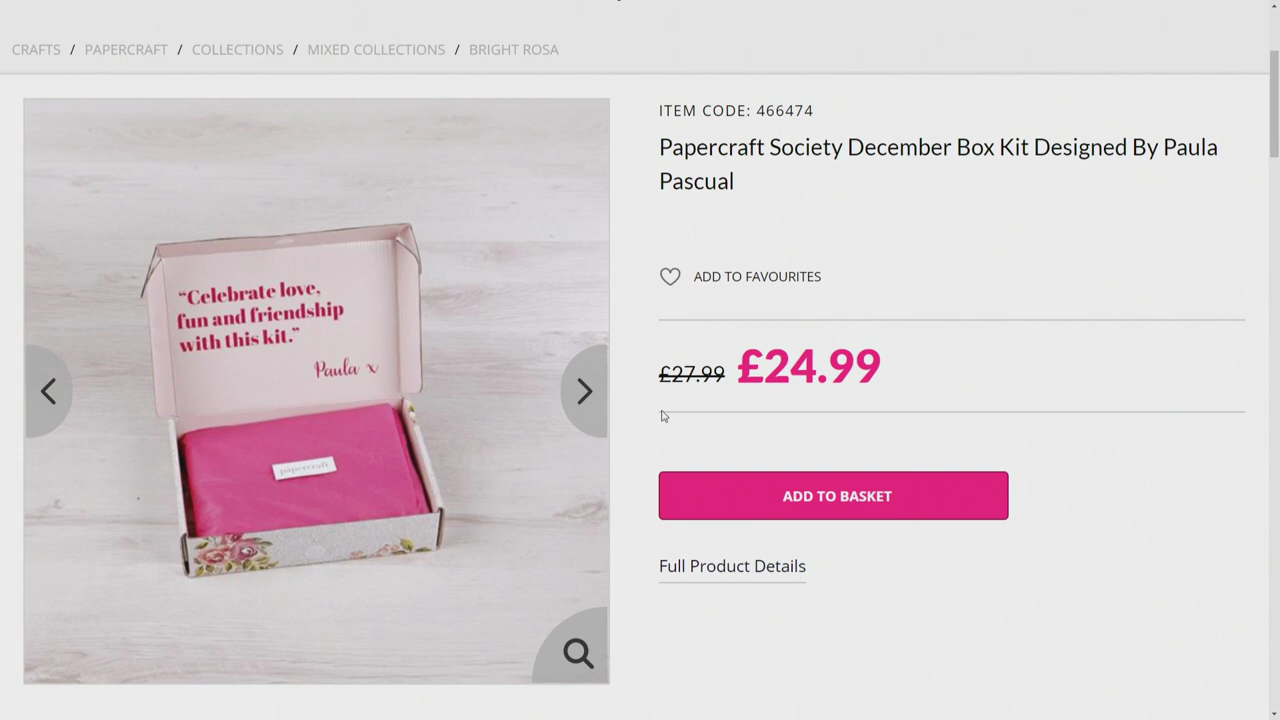 CRAFTS / PAPERCRAFT / COLLECTIONS / MIXED COLLECTIONS / BRIGHT ROSA
ITEM CODE: 466474
Papercraft Society December Box Kit Designed By Paula
Pascual
ADD TO FAVOURITES
£27.99 £24.99
ADD TO BASKET
Full Product Details
“Celebrate love,
fun and friendship
with this kit.”
Paula x
papercraft